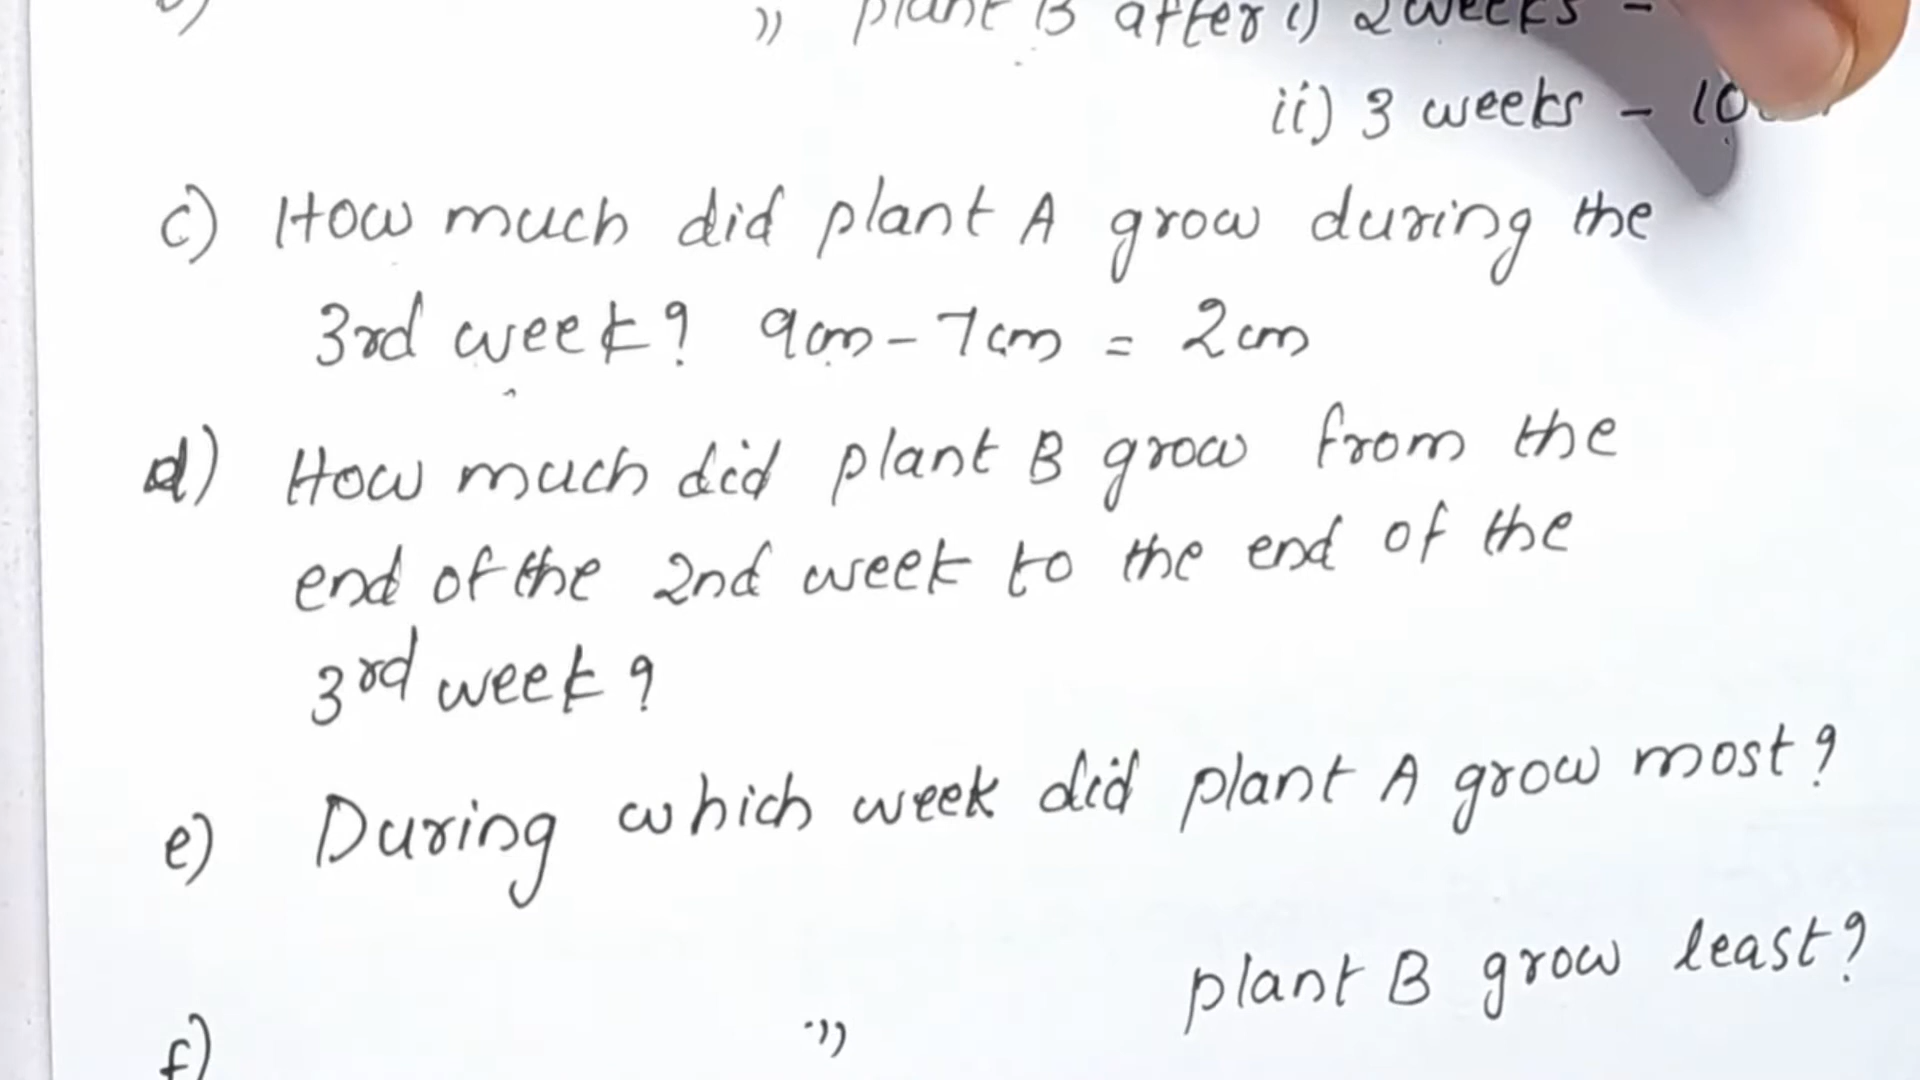 ” plant B after i) 2 weeks -
ii) 3 weeks - 10
c) How much did plant A grow during the
3rd week? 9cm - 7cm = 2cm
d) How much did plant B grow from the
end of the 2nd week to the end of the
3rd week?
e) During which week did plant A grow most?
f) ” plant B grow least?